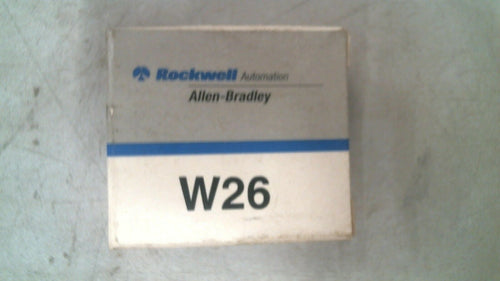 Rockwell Automation
Allen-Bradley
W26